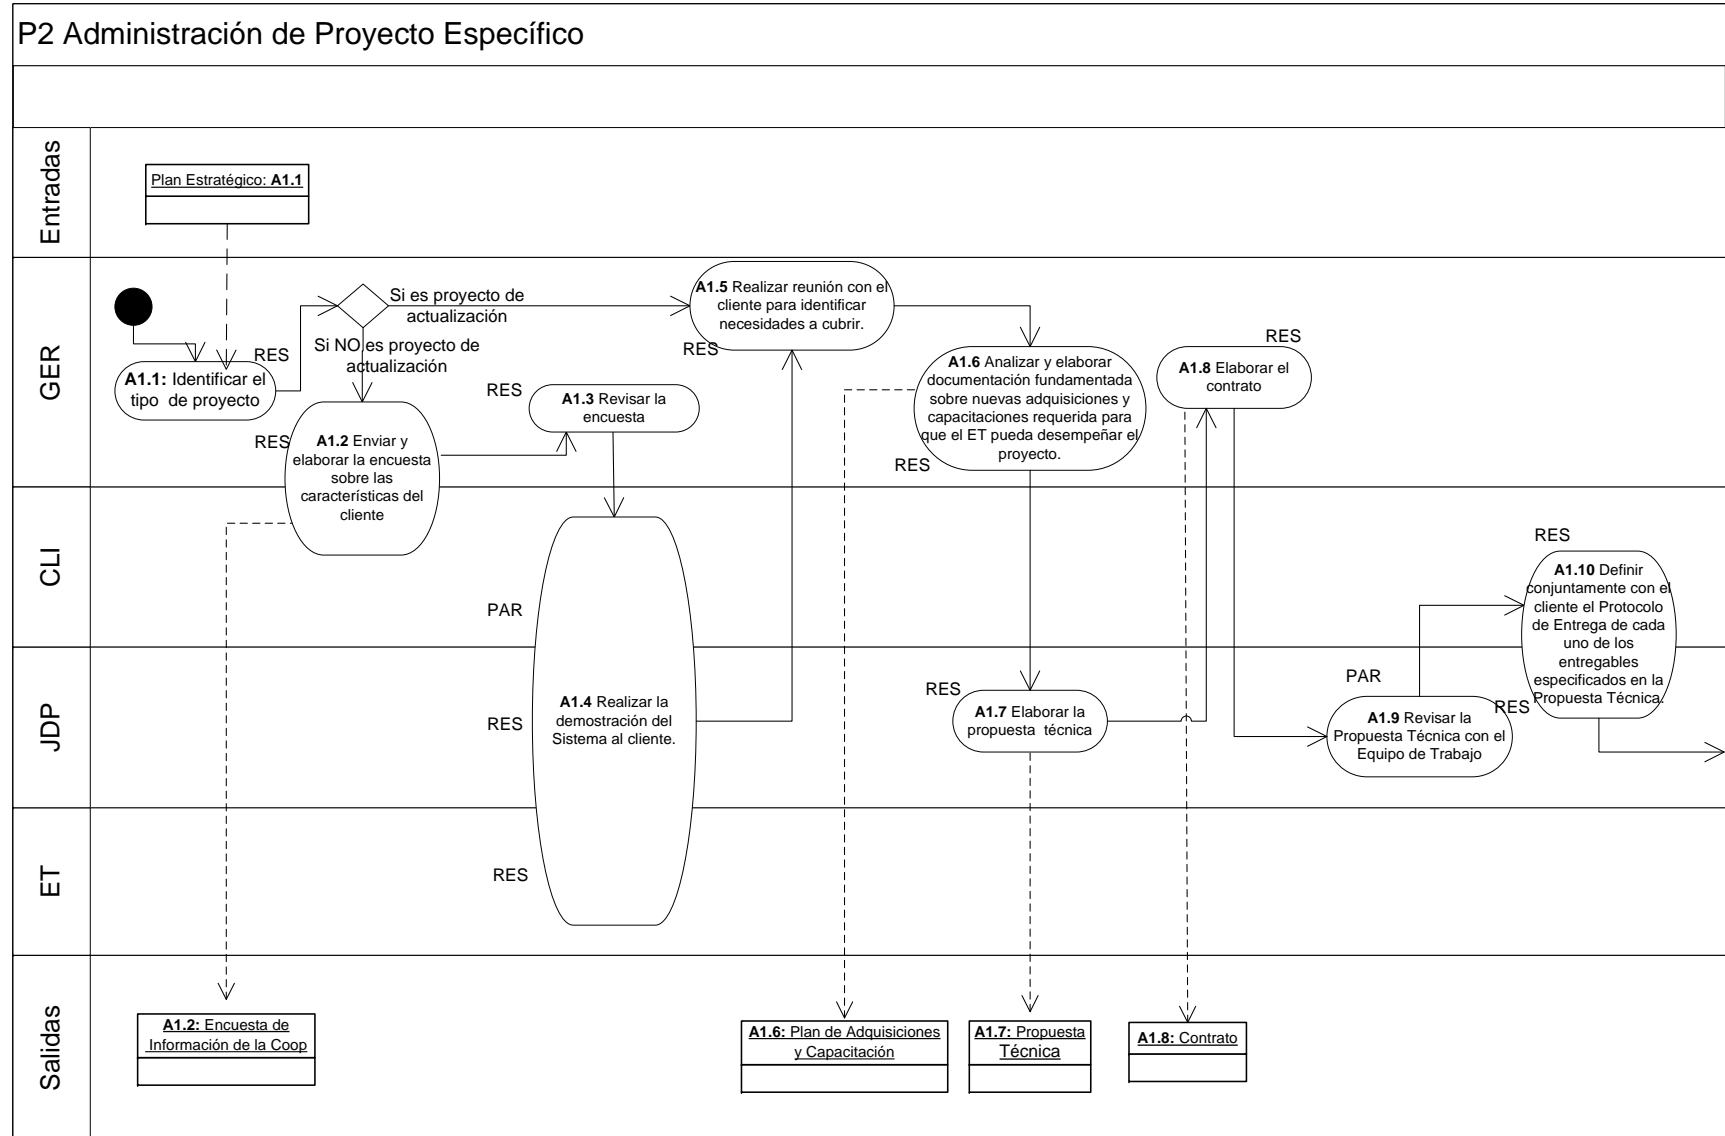 P2 Administración de Proyecto Específico
Entradas
Plan Estratégico: A1.1
GER
A1.1: Identificar el
tipo de proyecto
RES
Si es proyecto de
actualización
Si NO es proyecto de
actualización
RES
A1.2 Enviar y
elaborar la encuesta
sobre las
características del
cliente
RES
A1.3 Revisar la
encuesta
A1.5 Realizar reunión con el
cliente para identificar
necesidades a cubrir.
RES
A1.6 Analizar y elaborar
documentación fundamentada
sobre nuevas adquisiciones y
capacitaciones requerida para
que el ET pueda desempeñar el
proyecto.
RES
RES
A1.8 Elaborar el
contrato
CLI
PAR
RES
A1.10 Definir
conjuntamente con el
cliente el Protocolo
de Entrega de cada
uno de los
entregables
especificados en la
Propuesta Técnica.
JDP
RES
A1.4 Realizar la
demostración del
Sistema al cliente.
RES
A1.7 Elaborar la
propuesta técnica
PAR
A1.9 Revisar la
Propuesta Técnica con el
Equipo de Trabajo
RES
ET
RES
Salidas
A1.2: Encuesta de
Información de la Coop
A1.6: Plan de Adquisiciones
y Capacitación
A1.7: Propuesta
Técnica
A1.8: Contrato